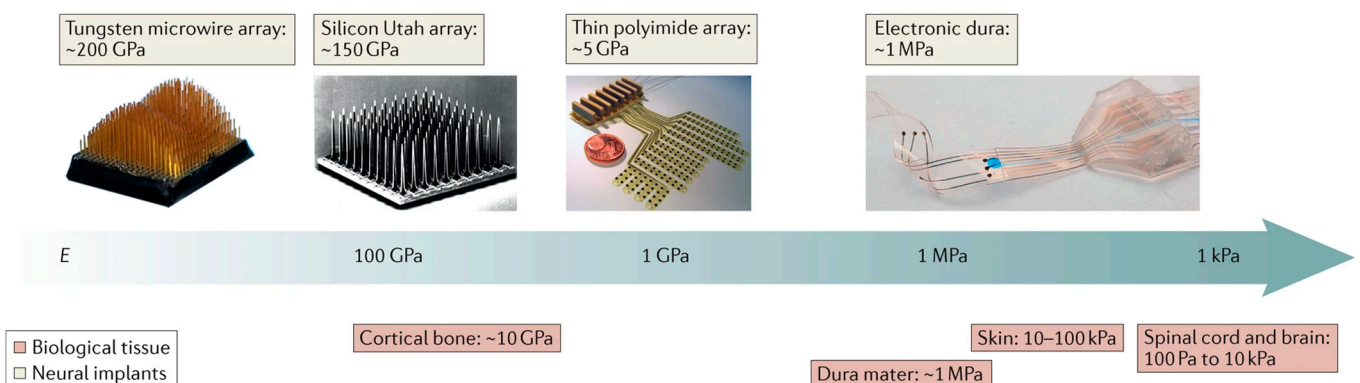 Tungsten microwire array:
~200 GPa
Silicon Utah array:
~150 GPa
Thin polyimide array:
~5 GPa
Electronic dura:
~1 MPa
E
100 GPa
1 GPa
1 MPa
1 kPa
Biological tissue
Neural implants
Cortical bone: ~10 GPa
Dura mater: ~1 MPa
Skin: 10–100 kPa
Spinal cord and brain:
100 Pa to 10 kPa